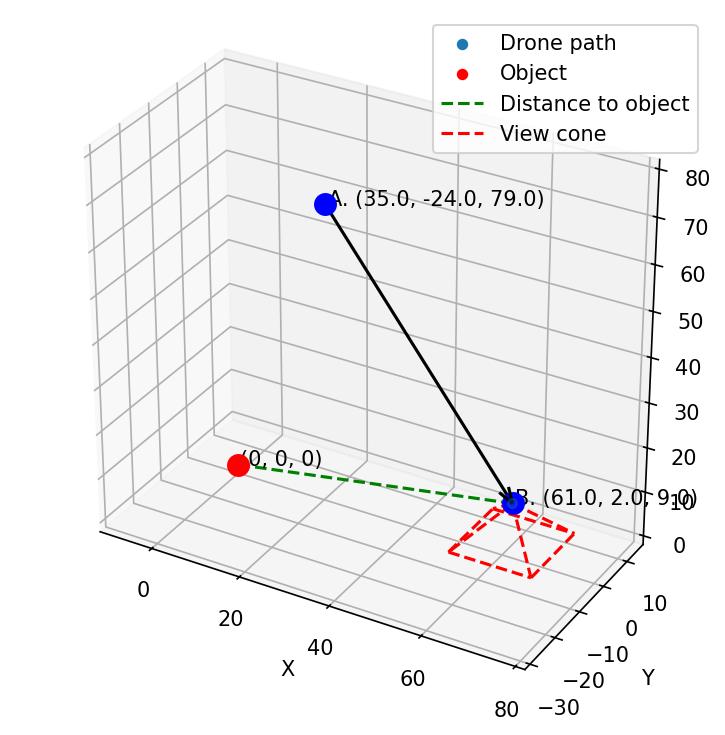 Drone path
Object
Distance to object
View cone
A. (35.0, -24.0, 79.0)
(0, 0, 0)
B. (61.0, 2.0, 9.0)
0
20
40
60
80
X
−30
−20
−10
0
10
Y
0
10
20
30
40
50
60
70
80